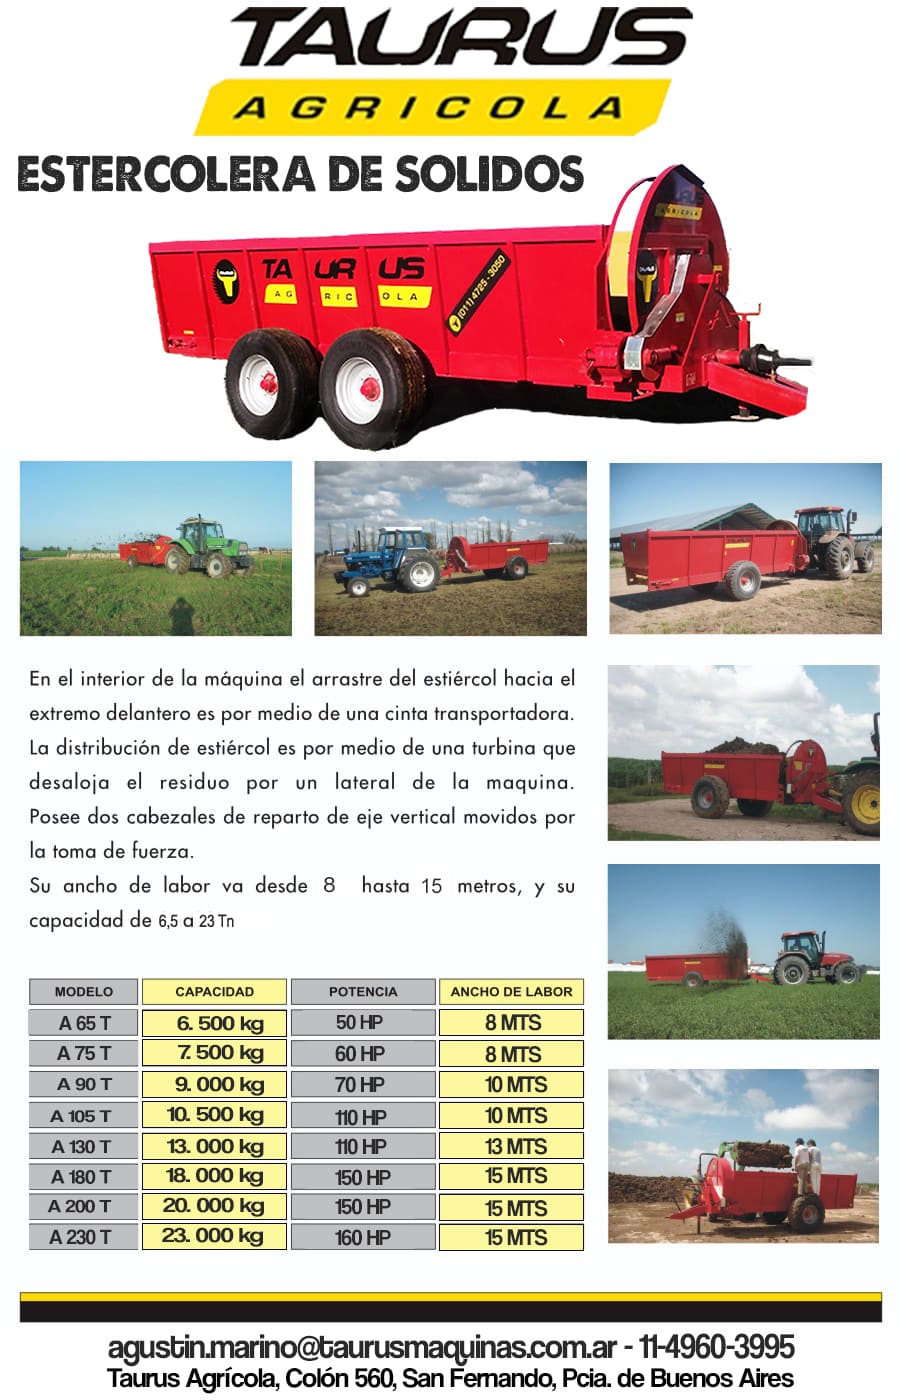 TAURUS
AGRICOLA
ESTERCOLERA DE SOLIDOS
TAURUS
AGRICOLA
TAURUS
TAURUS
AGRICOLA
(011) 4725 - 3050
En el interior de la máquina el arrastre del estiércol hacia el
extremo delantero es por medio de una cinta transportadora.
La distribución de estiércol es por medio de una turbina que
desaloja el residuo por un lateral de la maquina.
Posee dos cabezales de reparto de eje vertical movidos por
la toma de fuerza.
Su ancho de labor va desde 8 hasta 15 metros, y su
capacidad de 6,5 a 23 Tn
MODELO CAPACIDAD POTENCIA ANCHO DE LABOR
A 65 T 6. 500 kg 50 HP 8 MTS
A 75 T 7. 500 kg 60 HP 8 MTS
A 90 T 9. 000 kg 70 HP 10 MTS
A 105 T 10. 500 kg 110 HP 10 MTS
A 130 T 13. 000 kg 110 HP 13 MTS
A 180 T 18. 000 kg 150 HP 15 MTS
A 200 T 20. 000 kg 150 HP 15 MTS
A 230 T 23. 000 kg 160 HP 15 MTS
agustin.marino@taurusmaquinas.com.ar - 11-4960-3995
Taurus Agrícola, Colón 560, San Fernando, Pcia. de Buenos Aires